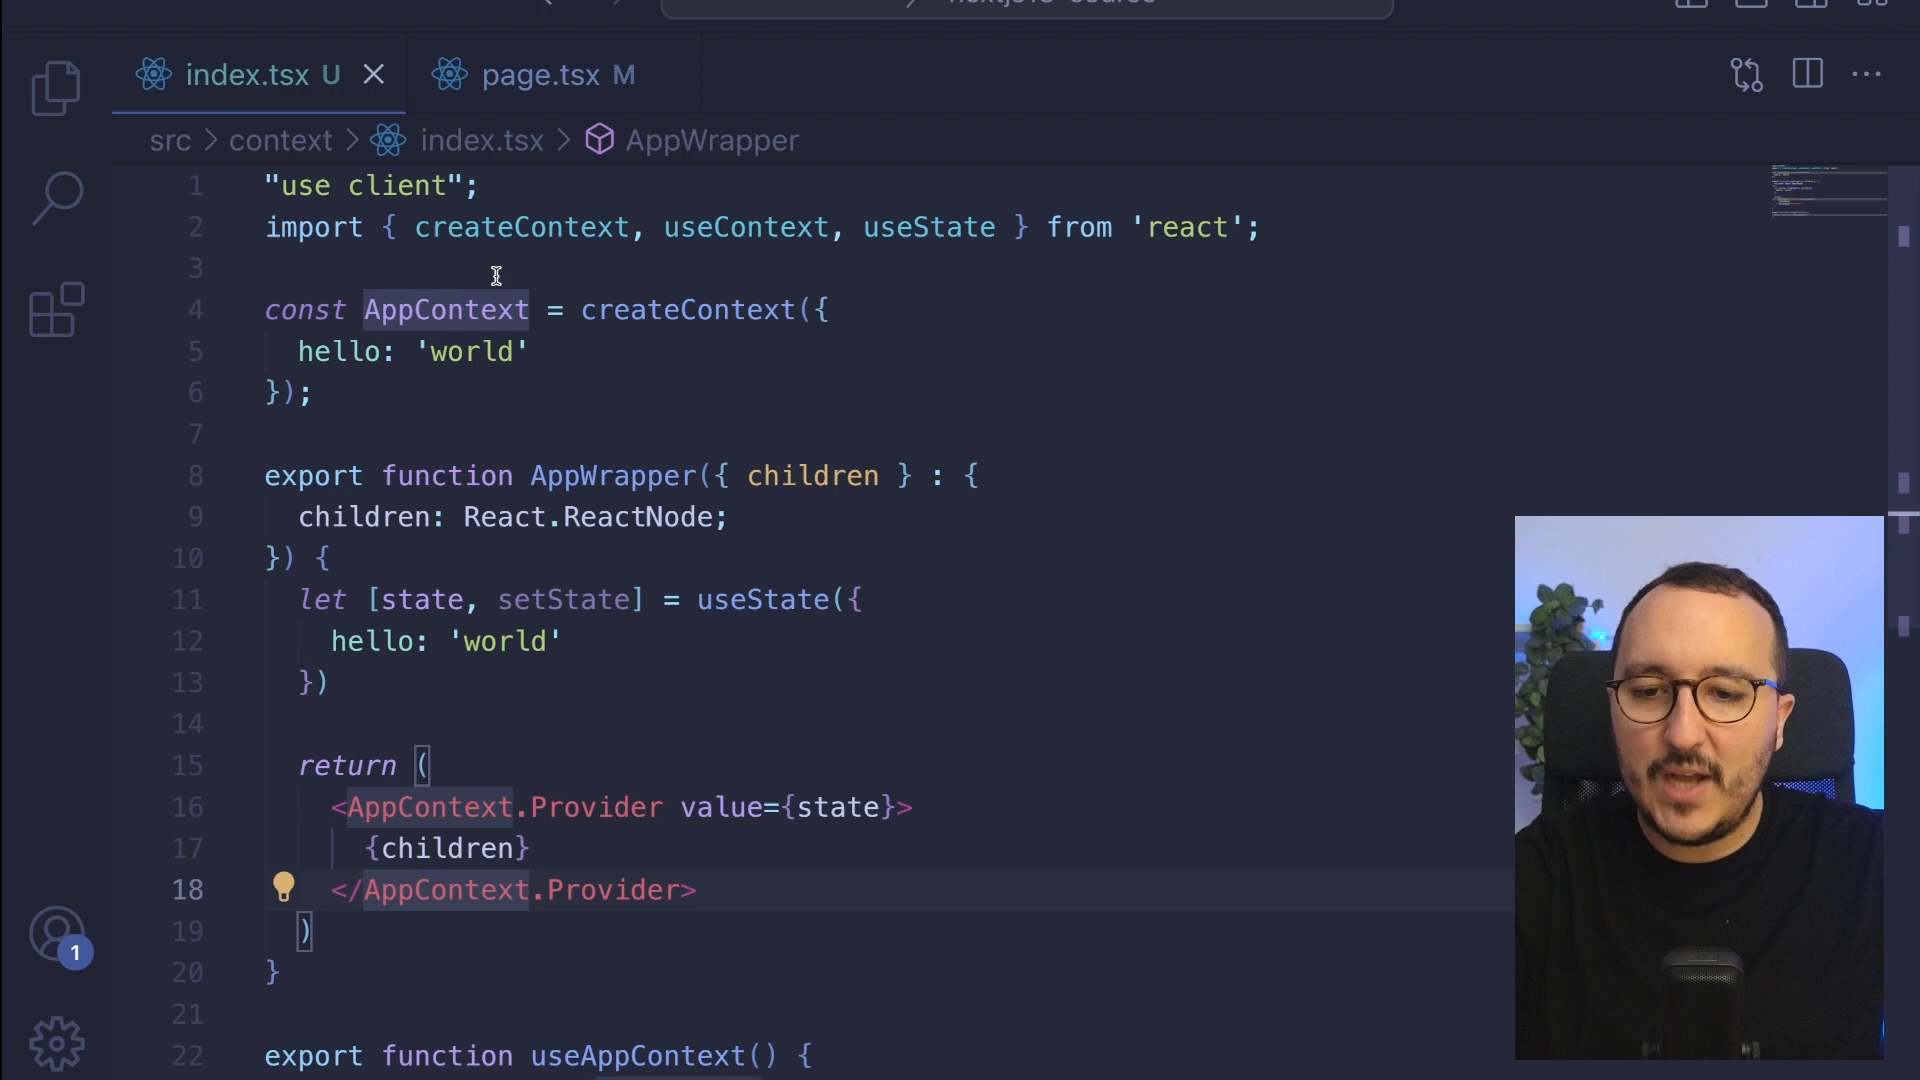 index.tsx U page.tsx M
src > context > index.tsx > AppWrapper
1 "use client";
2 import { createContext, useContext, useState } from 'react';
3
4 const AppContext = createContext({
5 hello: 'world'
6 });
7
8 export function AppWrapper({ children } : {
9 children: React.ReactNode;
10 }) {
11 let [state, setState] = useState({
12 hello: 'world'
13 })
14
15 return (
16 <AppContext.Provider value={state}>
17 {children}
18 </AppContext.Provider>
19 )
20 }
21
22 export function useAppContext() {
1